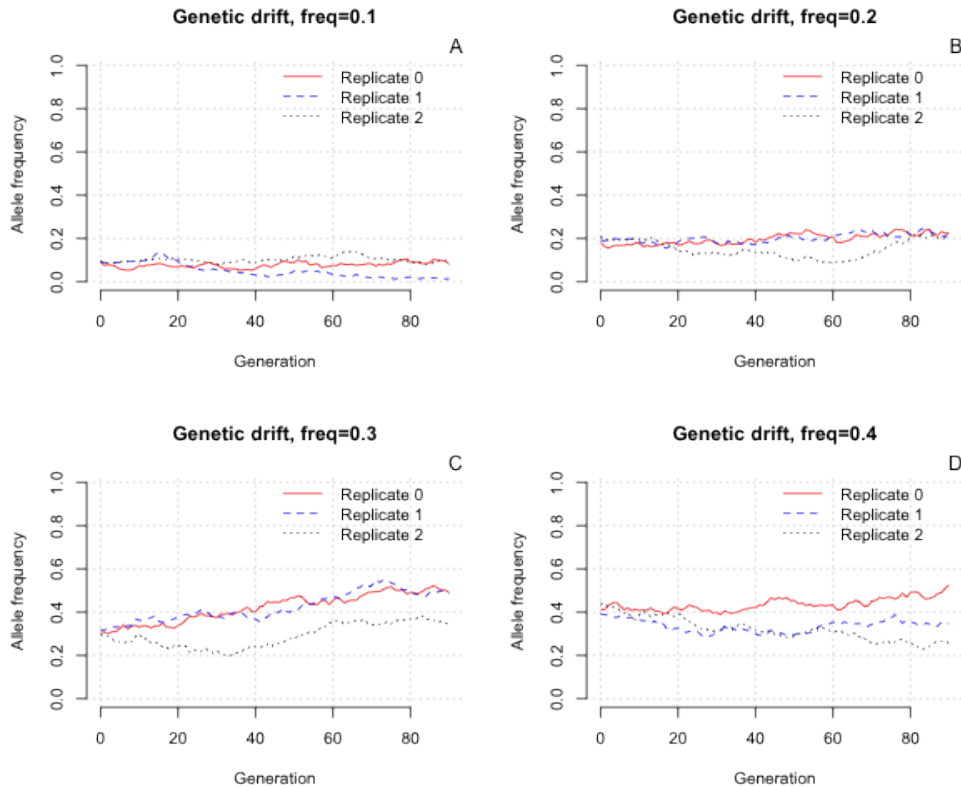 Genetic drift, freq=0.1
A
Replicate 0
Replicate 1
Replicate 2
Allele frequency
0.0 0.2 0.4 0.6 0.8 1.0
0 20 40 60 80
Generation
Genetic drift, freq=0.2
B
Replicate 0
Replicate 1
Replicate 2
Allele frequency
0.0 0.2 0.4 0.6 0.8 1.0
0 20 40 60 80
Generation
Genetic drift, freq=0.3
C
Replicate 0
Replicate 1
Replicate 2
Allele frequency
0.0 0.2 0.4 0.6 0.8 1.0
0 20 40 60 80
Generation
Genetic drift, freq=0.4
D
Replicate 0
Replicate 1
Replicate 2
Allele frequency
0.0 0.2 0.4 0.6 0.8 1.0
0 20 40 60 80
Generation